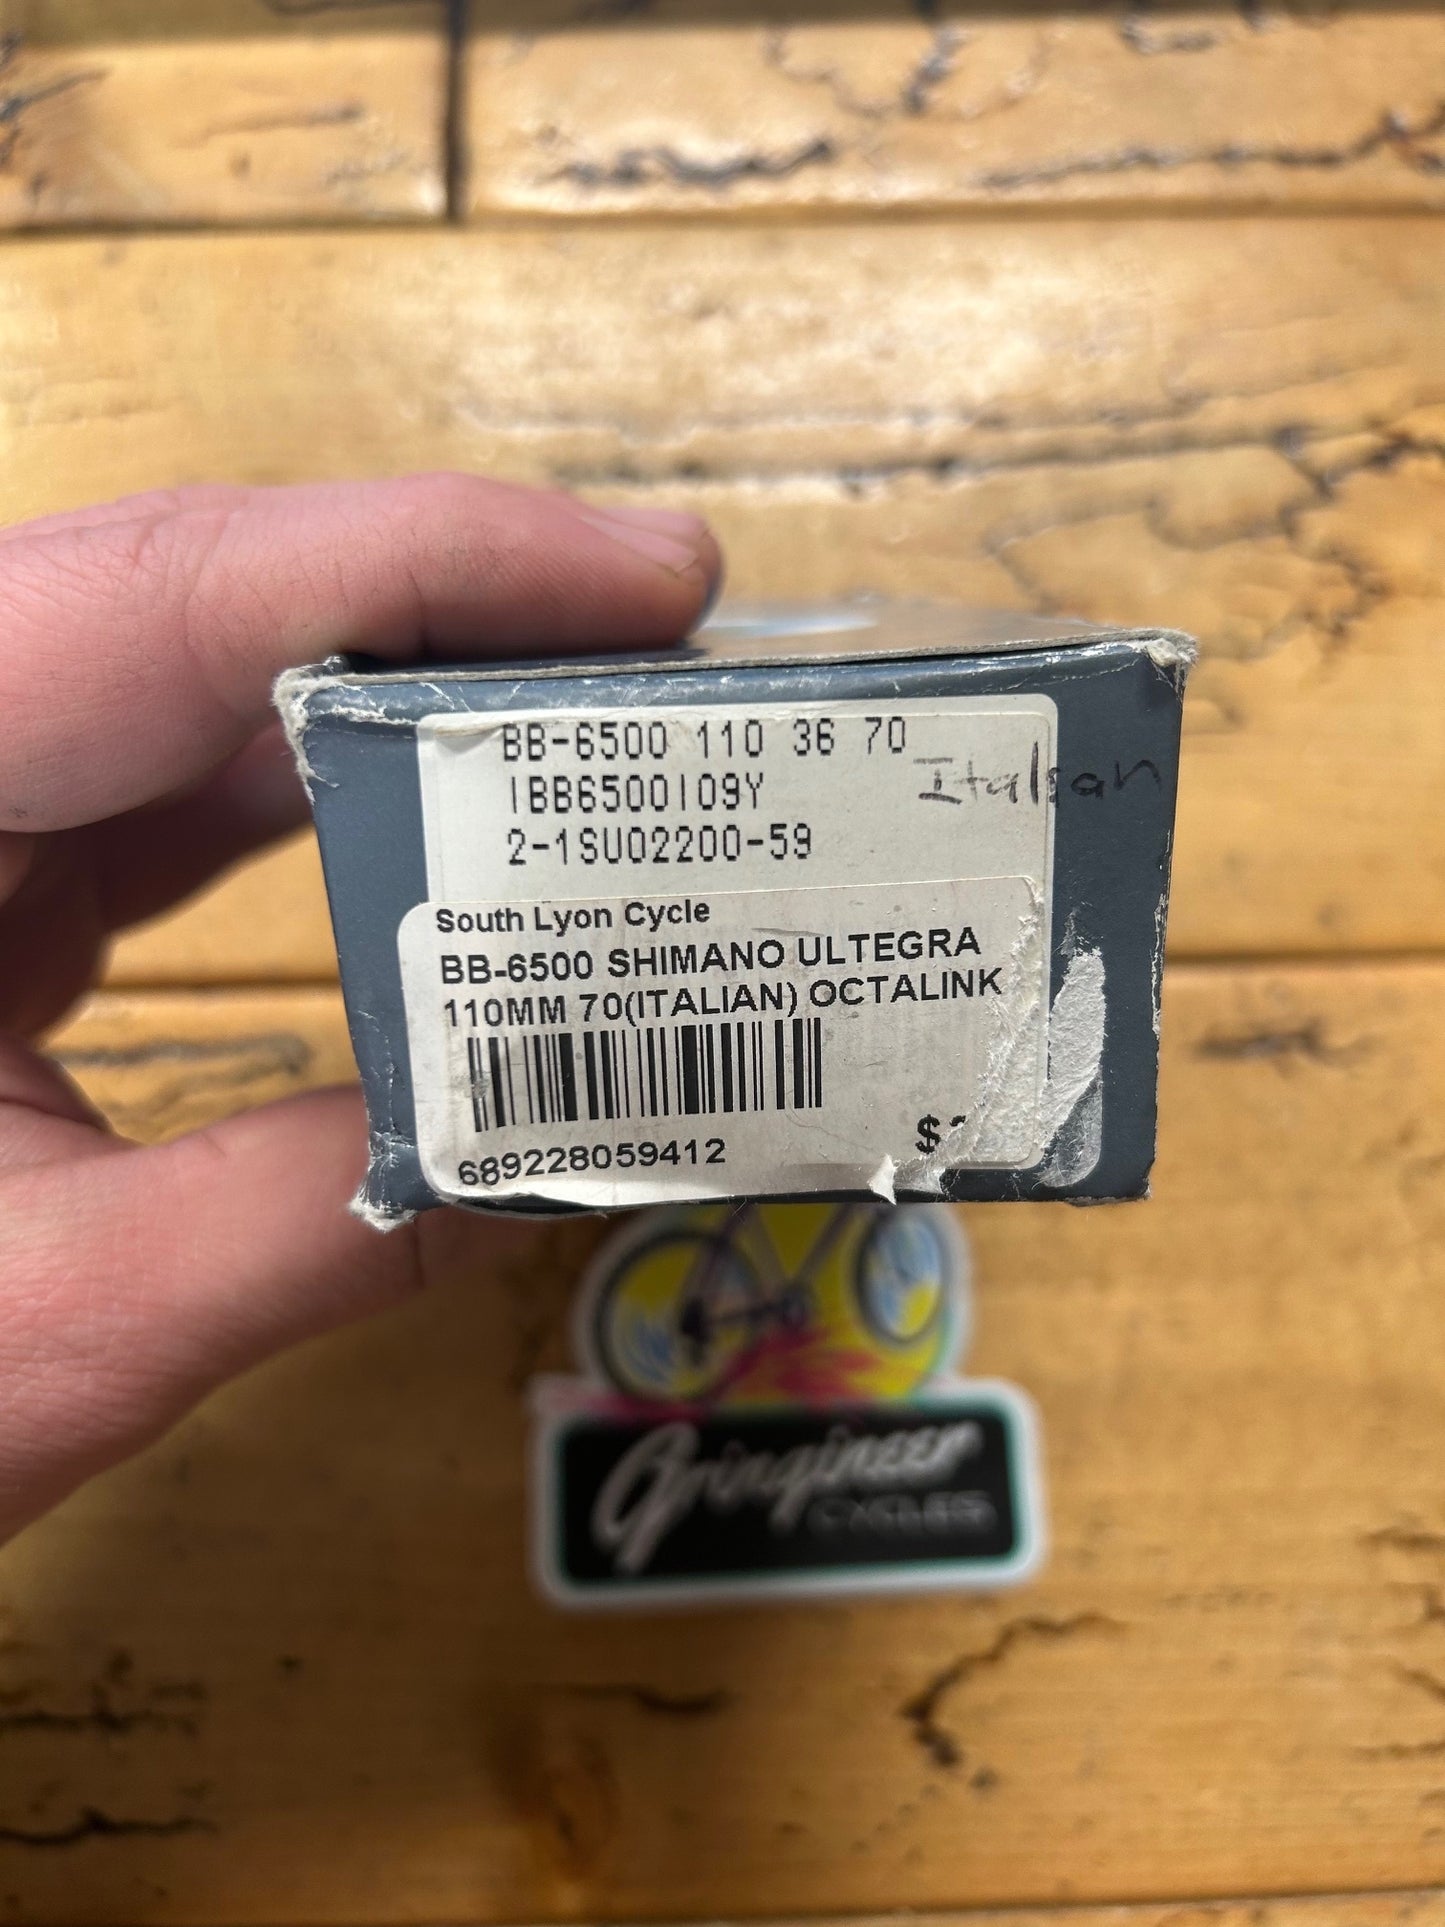 BB-6500 110 36 70
IBB6500I09Y
Italian
2-1SU02200-59
South Lyon Cycle
BB-6500 SHIMANO ULTEGRA
110MM 70(ITALIAN) OCTALINK
689228059412
$
Gringineer
CYCLES